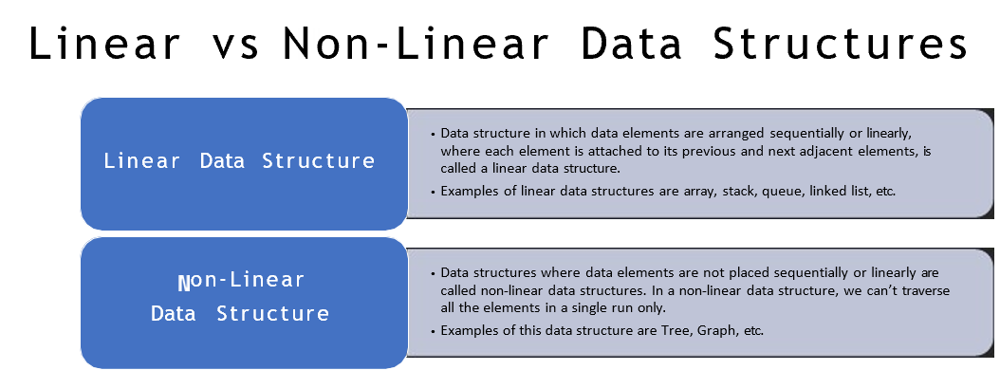 Linear vs Non-Linear Data Structures
Linear Data Structure
• Data structure in which data elements are arranged sequentially or linearly,
where each element is attached to its previous and next adjacent elements, is
called a linear data structure.
• Examples of linear data structures are array, stack, queue, linked list, etc.
Non-Linear
Data Structure
• Data structures where data elements are not placed sequentially or linearly are
called non-linear data structures. In a non-linear data structure, we can’t traverse
all the elements in a single run only.
• Examples of this data structure are Tree, Graph, etc.